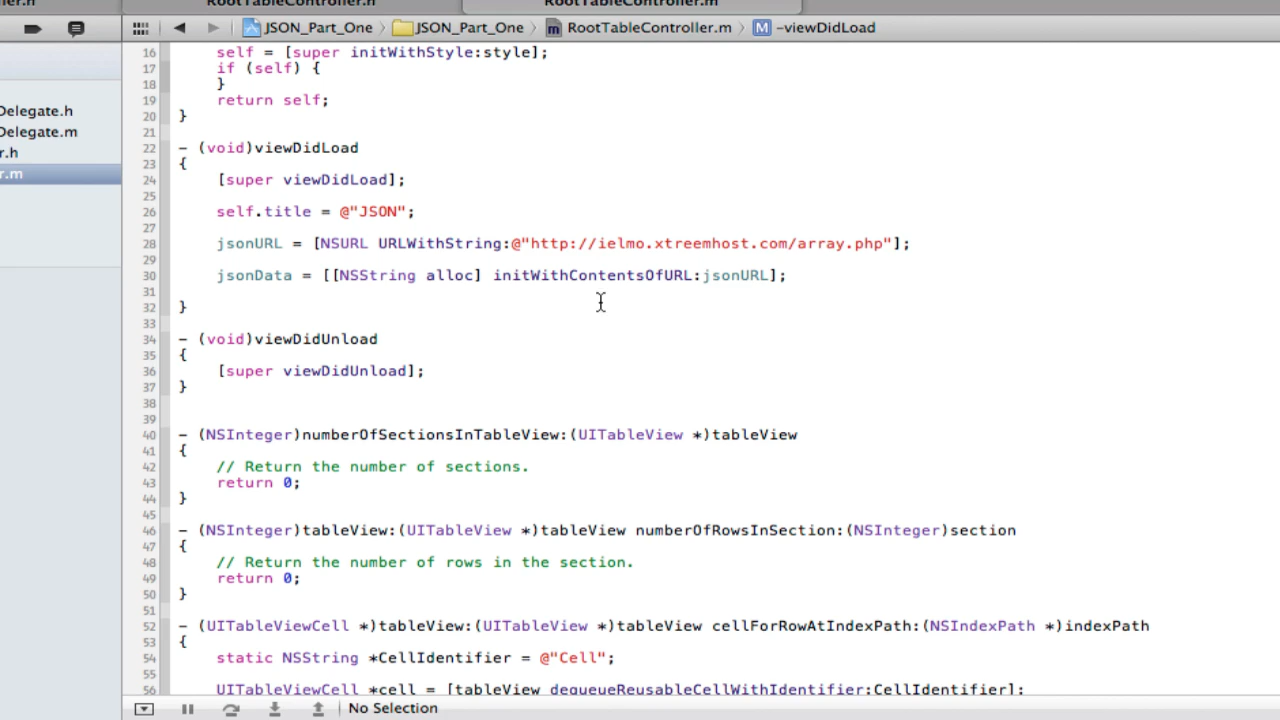 RootTableController.m
JSON_Part_One JSON_Part_One RootTableController.m M -viewDidLoad
Delegate.h
Delegate.m
r.h
r.m
16 self = [super initWithStyle:style];
17 if (self) {
18 }
19 return self;
20 }
21
22 - (void)viewDidLoad
23 {
24 [super viewDidLoad];
25
26 self.title = @"JSON";
27
28 jsonURL = [NSURL URLWithString:@"http://ielmo.xtreemhost.com/array.php"];
29
30 jsonData = [[NSString alloc] initWithContentsOfURL:jsonURL];
31
32 }
33
34 - (void)viewDidUnload
35 {
36 [super viewDidUnload];
37 }
38
39
40 - (NSInteger)numberOfSectionsInTableView:(UITableView *)tableView
41 {
42 // Return the number of sections.
43 return 0;
44 }
45
46 - (NSInteger)tableView:(UITableView *)tableView numberOfRowsInSection:(NSInteger)section
47 {
48 // Return the number of rows in the section.
49 return 0;
50 }
51
52 - (UITableViewCell *)tableView:(UITableView *)tableView cellForRowAtIndexPath:(NSIndexPath *)indexPath
53 {
54 static NSString *CellIdentifier = @"Cell";
55
56 UITableViewCell *cell = [tableView dequeueReusableCellWithIdentifier:CellIdentifier];
No Selection